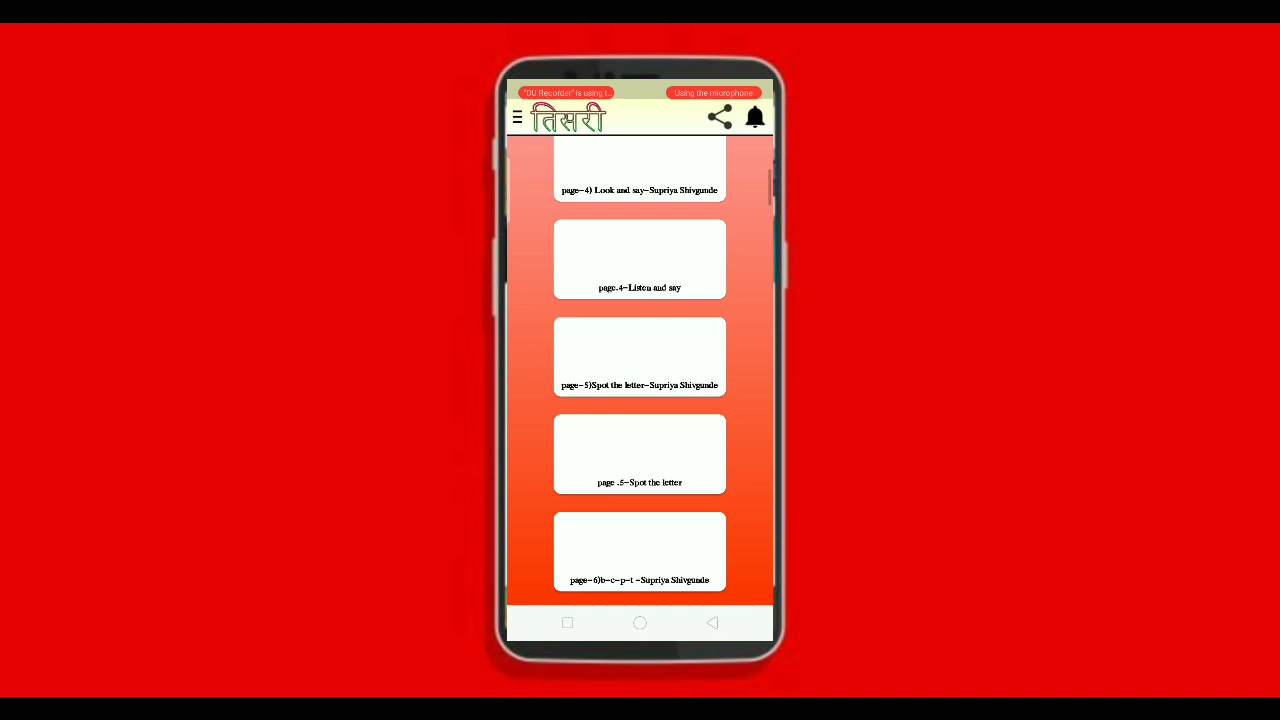 "DU Recorder" is using t.. Using the microphone
तिसरी
page-4) Look and say-Supriya Shivgunde
page.4-Listen and say
page-5)Spot the letter-Supriya Shivgunde
page .5-Spot the letter
page-6)b-c-p-t -Supriya Shivgunde